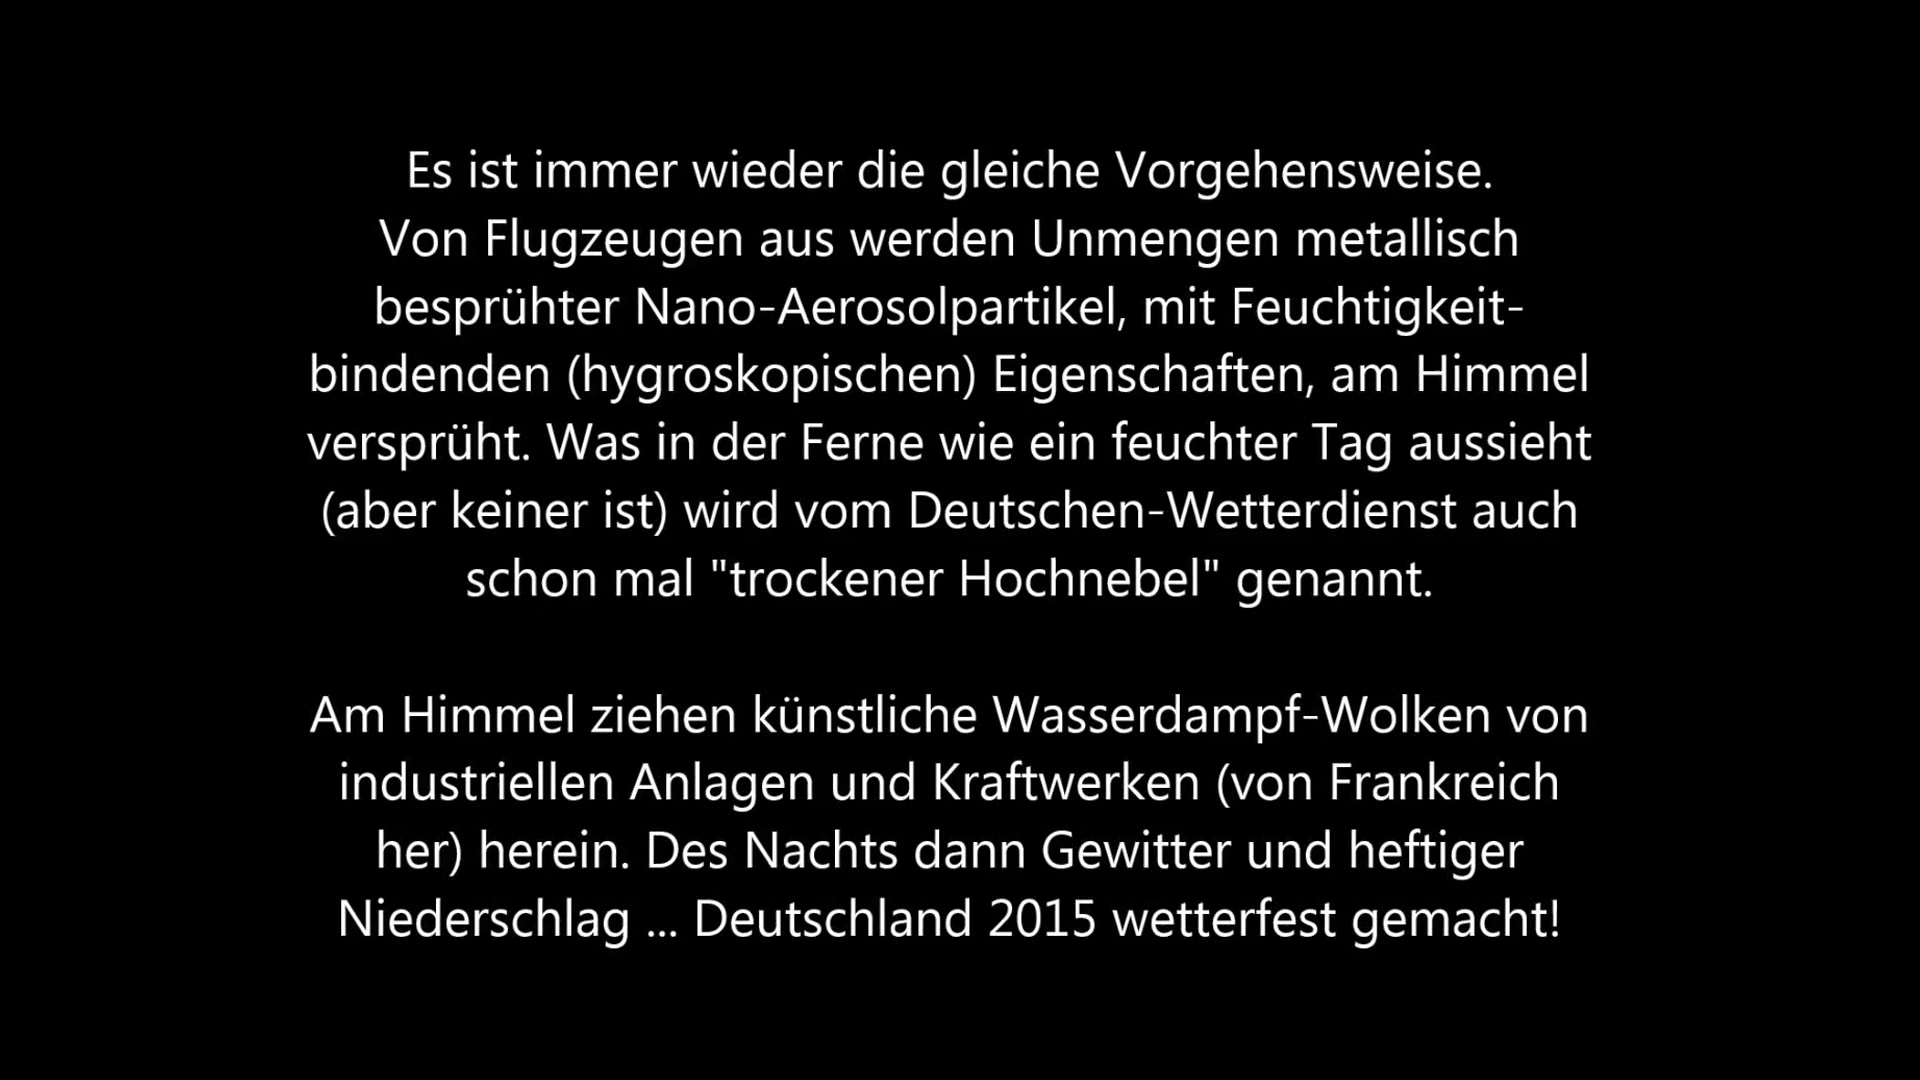 Es ist immer wieder die gleiche Vorgehensweise.
Von Flugzeugen aus werden Unmengen metallisch
besprühter Nano-Aerosolpartikel, mit Feuchtigkeit-
bindenden (hygroskopischen) Eigenschaften, am Himmel
versprüht. Was in der Ferne wie ein feuchter Tag aussieht
(aber keiner ist) wird vom Deutschen-Wetterdienst auch
schon mal "trockener Hochnebel" genannt.
Am Himmel ziehen künstliche Wasserdampf-Wolken von
industriellen Anlagen und Kraftwerken (von Frankreich
her) herein. Des Nachts dann Gewitter und heftiger
Niederschlag ... Deutschland 2015 wetterfest gemacht!